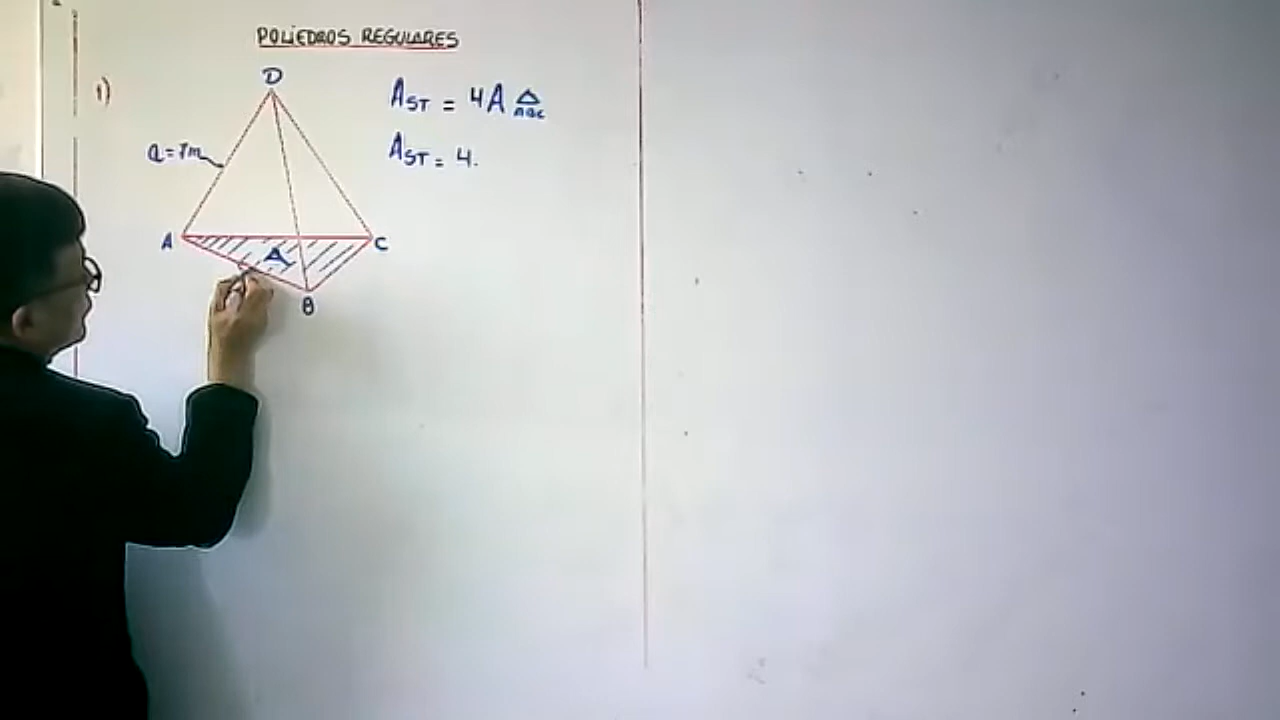 POLIEDROS REGULARES
1)
D
a = 7m
A
C
A
B
AST = 4A △ABC
AST = 4.